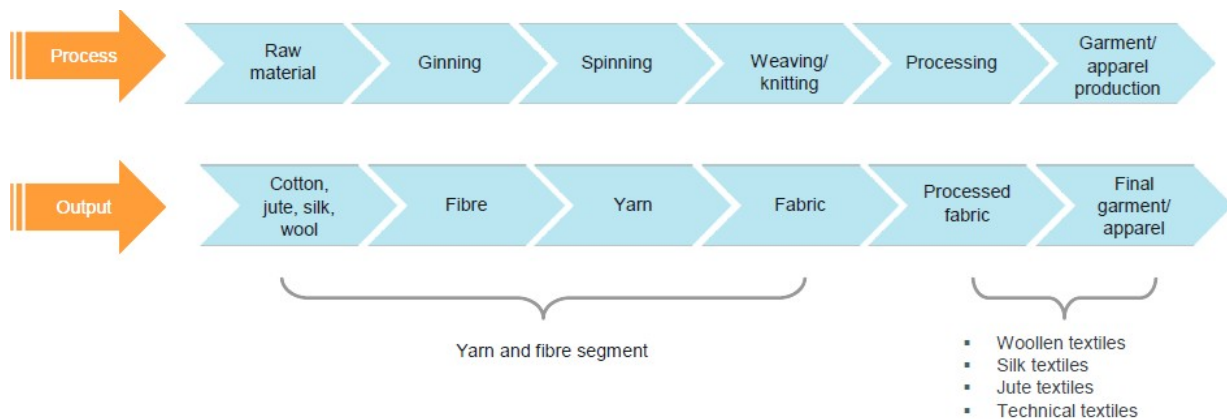 Process
Raw
material
Ginning
Spinning
Weaving/
knitting
Processing
Garment/
apparel
production
Output
Cotton,
jute, silk,
wool
Fibre
Yarn
Fabric
Processed
fabric
Final
garment/
apparel
Yarn and fibre segment
▪ Woollen textiles
▪ Silk textiles
▪ Jute textiles
▪ Technical textiles